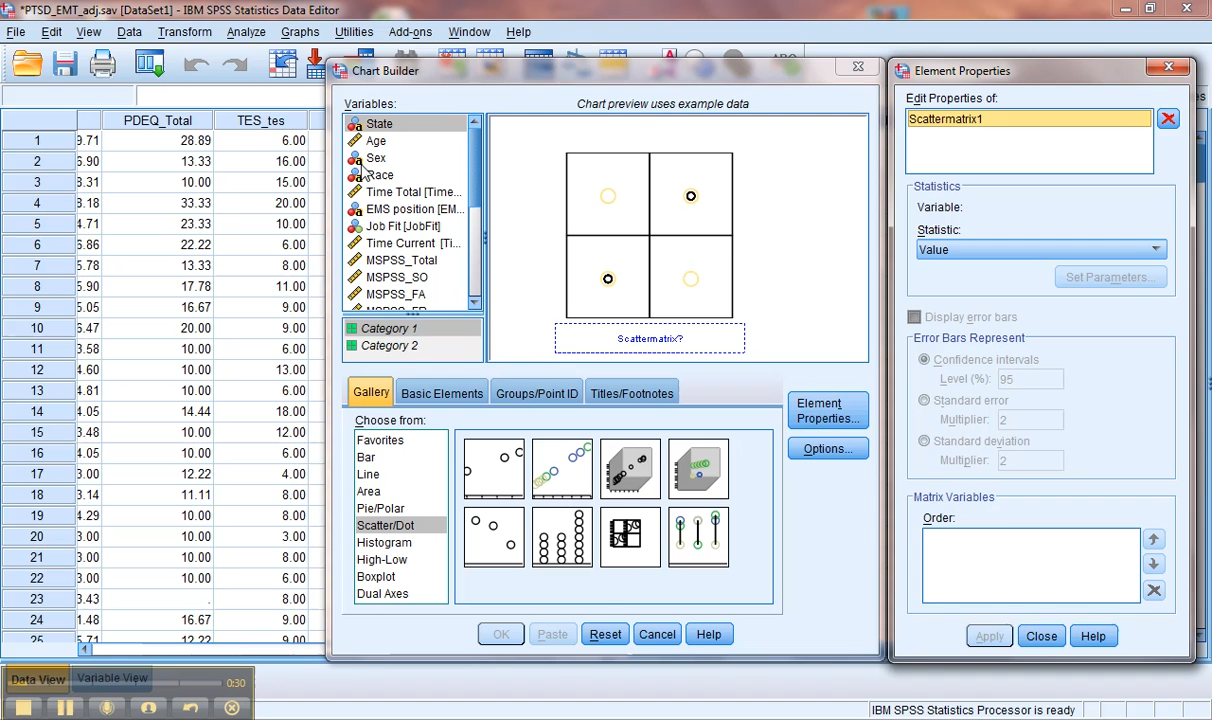 *PTSD_EMT_adj.sav [DataSet1] - IBM SPSS Statistics Data Editor
File Edit View Data Transform Analyze Graphs Utilities Add-ons Window Help
PDEQ_Total TES_tes
1 9.71 28.89 6.00
2 6.90 13.33 16.00
3 8.31 10.00 15.00
4 3.18 33.33 20.00
5 4.71 23.33 10.00
6 6.86 22.22 6.00
7 5.78 13.33 8.00
8 5.90 17.78 11.00
9 5.05 16.67 9.00
10 6.47 20.00 9.00
11 3.58 10.00 6.00
12 4.60 10.00 13.00
13 4.81 10.00 6.00
14 4.05 14.44 18.00
15 3.48 10.00 12.00
16 4.05 10.00 6.00
17 3.00 12.22 4.00
18 3.14 11.11 8.00
19 4.29 10.00 8.00
20 3.00 10.00 3.00
21 3.00 10.00 8.00
22 3.00 10.00 6.00
23 3.43 . 8.00
24 1.48 16.67 9.00
25 5.71 12.22 9.00
Data View Variable View
0:30
Chart Builder
Variables:
State
Age
Sex
Race
Time Total [Time...
EMS position [EM...
Job Fit [JobFit]
Time Current [Ti...
MSPSS_Total
MSPSS_SO
MSPSS_FA
Category 1
Category 2
Chart preview uses example data
Scattermatrix?
Gallery Basic Elements Groups/Point ID Titles/Footnotes
Choose from:
Favorites
Bar
Line
Area
Pie/Polar
Scatter/Dot
Histogram
High-Low
Boxplot
Dual Axes
Element Properties...
Options...
OK Paste Reset Cancel Help
Element Properties
Edit Properties of:
Scattermatrix1
Statistics
Variable:
Statistic:
Value
Set Parameters...
Display error bars
Error Bars Represent
Confidence intervals
Level (%): 95
Standard error
Multiplier: 2
Standard deviation
Multiplier: 2
Matrix Variables
Order:
Apply Close Help
IBM SPSS Statistics Processor is ready